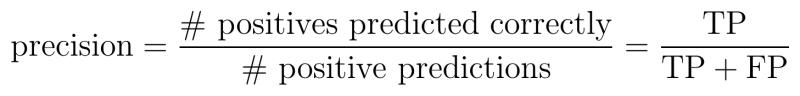 precision = # positives predicted correctly / # positive predictions = TP / TP + FP